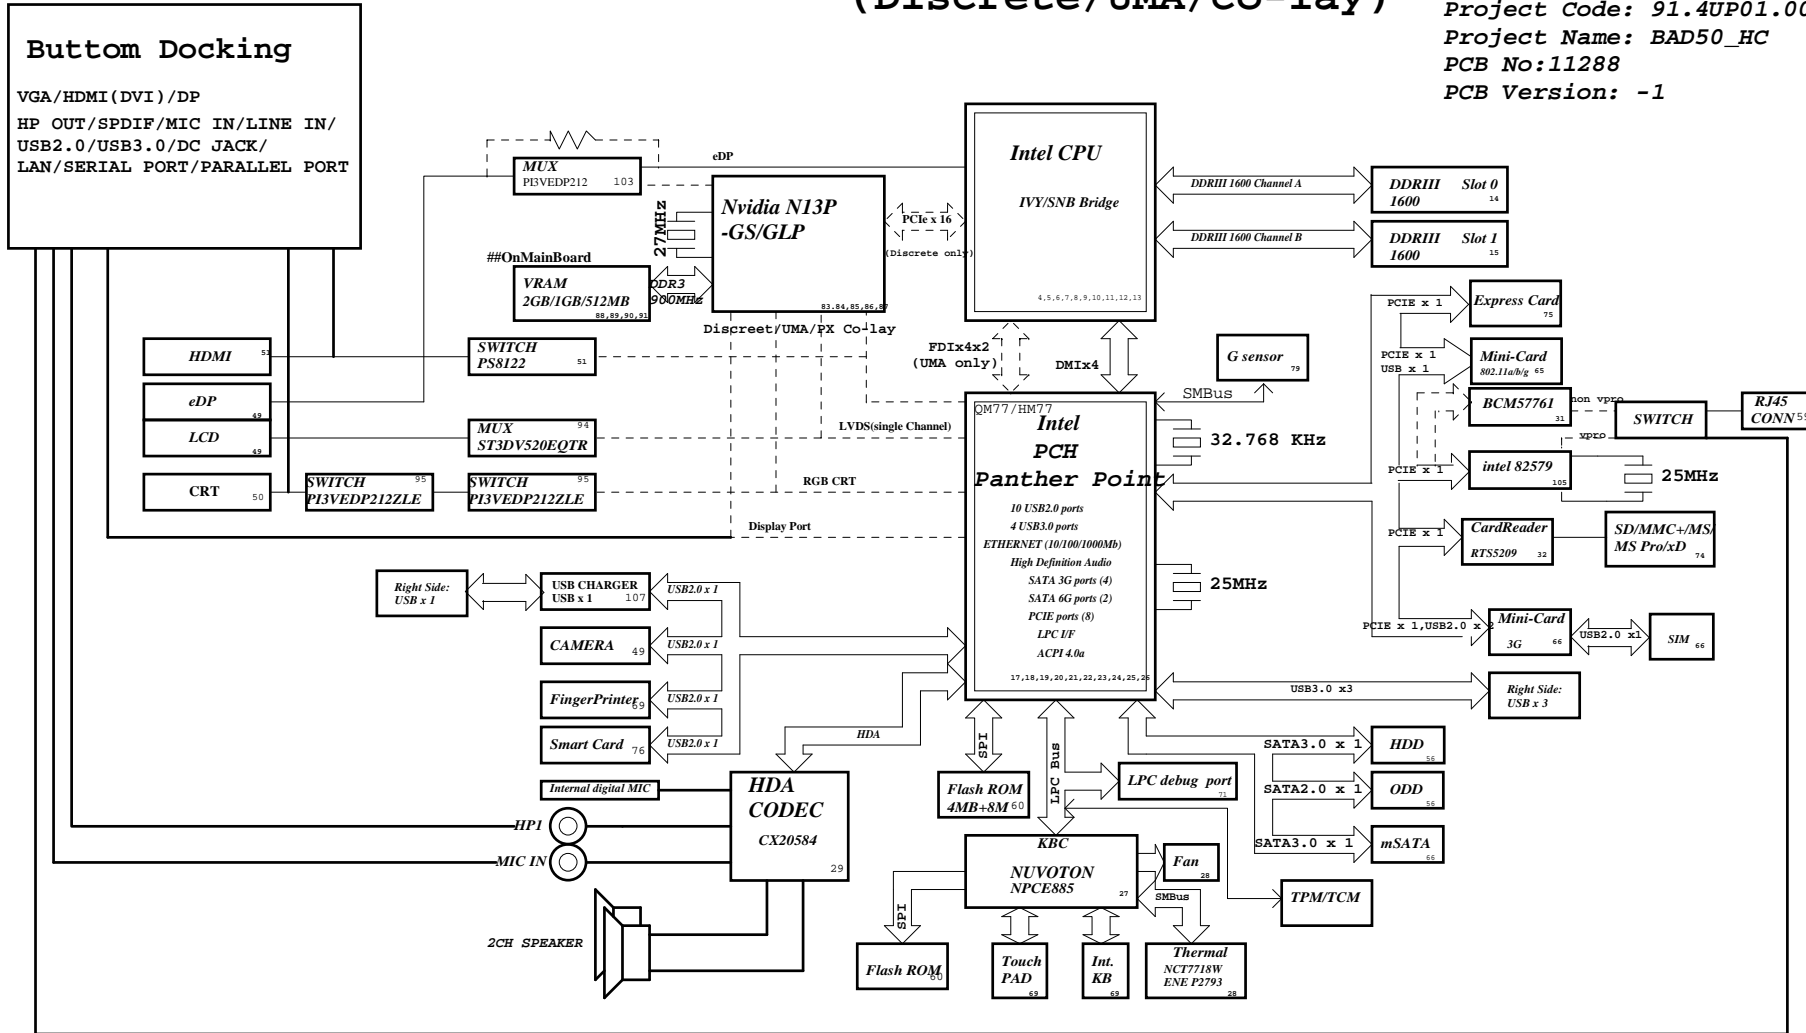 (Discrete/UMA/Co-lay)
Project Code: 91.4UP01.00
Project Name: BAD50_HC
PCB No:11288
PCB Version: -1
Buttom Docking
VGA/HDMI(DVI)/DP
HP OUT/SPDIF/MIC IN/LINE IN/
USB2.0/USB3.0/DC JACK/
LAN/SERIAL PORT/PARALLEL PORT
MUX
PI3VEDP212 103
eDP
Nvidia N13P
-GS/GLP
83.84,85,86,87
27MHz
##OnMainBoard
VRAM
2GB/1GB/512MB
88,89,90,91
DDR3
900MHz
PCIe x 16
(Discrete only)
Discreet/UMA/PX Co-lay
Intel CPU
IVY/SNB Bridge
4,5,6,7,8,9,10,11,12,13
DDRIII 1600 Channel A
DDRIII Slot 0
1600 14
DDRIII 1600 Channel B
DDRIII Slot 1
1600 15
FDIx4x2
(UMA only)
DMIx4
G sensor
79
SMBus
HDMI 51
SWITCH
PS8122 51
eDP
49
LCD
49
MUX 94
ST3DV520EQTR
LVDS(single Channel)
CRT 50
SWITCH 95
PI3VEDP212ZLE
SWITCH 95
PI3VEDP212ZLE
RGB CRT
Display Port
QM77/HM77
Intel
PCH
Panther Point
10 USB2.0 ports
4 USB3.0 ports
ETHERNET (10/100/1000Mb)
High Definition Audio
SATA 3G ports (4)
SATA 6G ports (2)
PCIE ports (8)
LPC I/F
ACPI 4.0a
17,18,19,20,21,22,23,24,25,26
32.768 KHz
25MHz
PCIE x 1
Express Card
75
PCIE x 1
USB x 1
Mini-Card
802.11a/b/g 65
BCM57761
31
non vpro
SWITCH
RJ45
CONN 59
vpro
PCIE x 1
intel 82579
105
25MHz
PCIE x 1
CardReader
RTS5209 32
SD/MMC+/MS/
MS Pro/xD 74
PCIE x 1,USB2.0 x 2
Mini-Card
3G 66
USB2.0 x1
SIM 66
USB3.0 x3
Right Side:
USB x 3
Right Side:
USB x 1
USB CHARGER
USB x 1 107
USB2.0 x 1
CAMERA 49
USB2.0 x 1
FingerPrinter 69
USB2.0 x 1
Smart Card 76
USB2.0 x 1
HDA
Internal digital MIC
HDA
CODEC
CX20584
29
HP1
MIC IN
2CH SPEAKER
SPI
Flash ROM
4MB+8M 60
LPC Bus
LPC debug port
71
SATA3.0 x 1
HDD
56
SATA2.0 x 1
ODD
56
SATA3.0 x 1
mSATA
66
KBC
NUVOTON
NPCE885 27
Fan
28
SMBus
TPM/TCM
SPI
Flash ROM
60
Touch
PAD
69
Int.
KB
69
Thermal
NCT7718W
ENE P2793
28